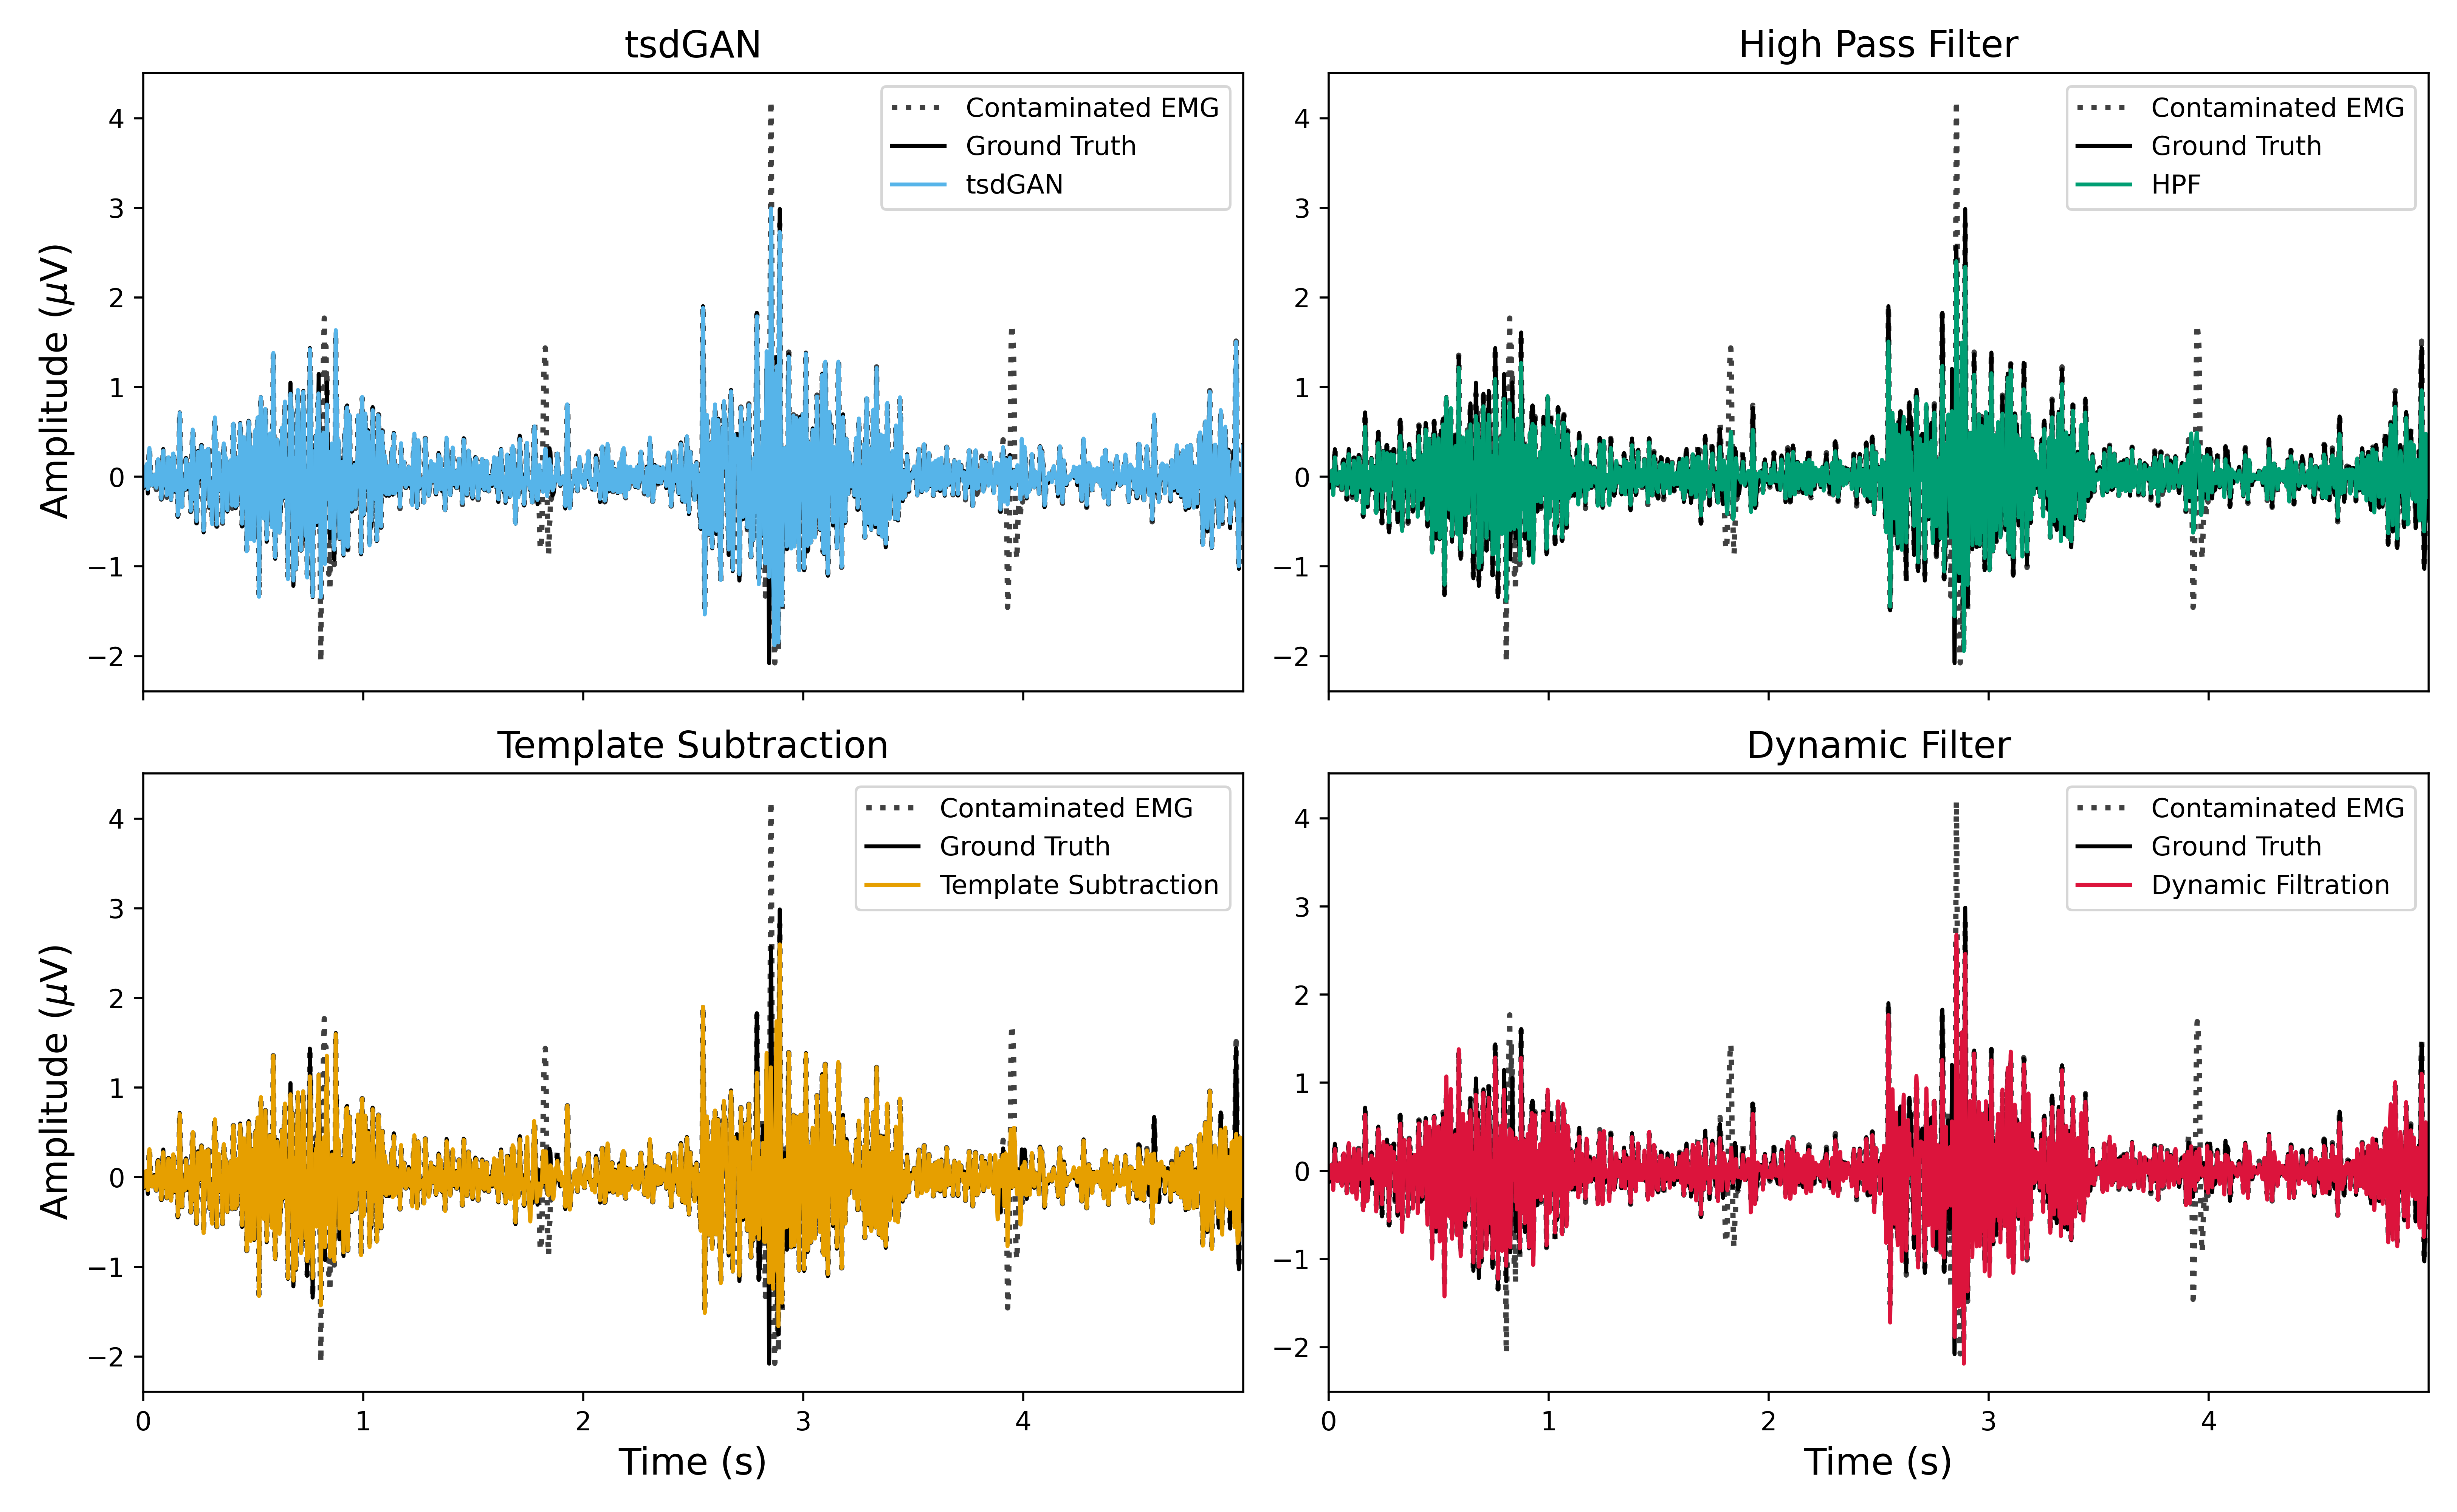 tsdGAN
Contaminated EMG
Ground Truth
tsdGAN
Amplitude (μV)
4
3
2
1
0
−1
−2
High Pass Filter
Contaminated EMG
Ground Truth
HPF
4
3
2
1
0
−1
−2
Template Subtraction
Contaminated EMG
Ground Truth
Template Subtraction
Amplitude (μV)
4
3
2
1
0
−1
−2
0 1 2 3 4
Time (s)
Dynamic Filter
Contaminated EMG
Ground Truth
Dynamic Filtration
4
3
2
1
0
−1
−2
0 1 2 3 4
Time (s)